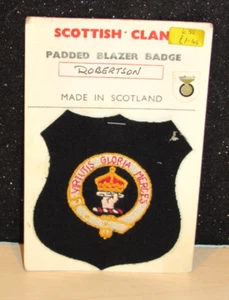 SCOTTISH · CLAN
PADDED BLAZER BADGE
ROBERTSON
MADE IN SCOTLAND
VIRTUTIS GLORIA MERCES